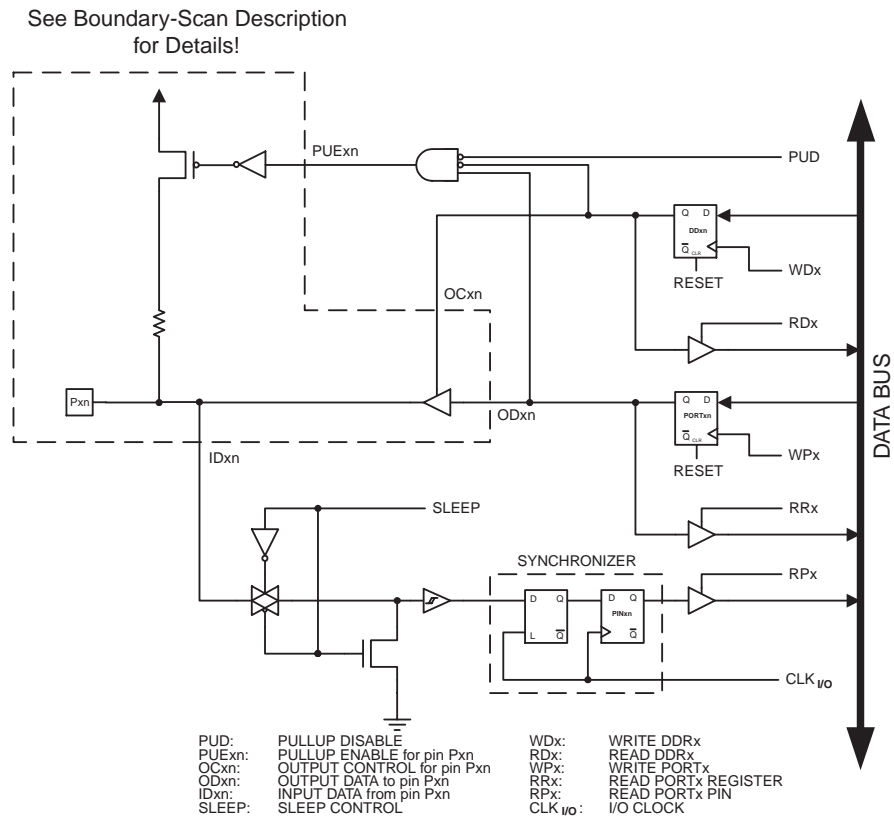 See Boundary-Scan Description
for Details!
PUExn
PUD
Q D
DDxn
Q CLR
WDx
RESET
OCxn
RDx
Pxn
ODxn
Q D
PORTxn
Q CLR
WPx
RESET
IDxn
DATA BUS
SLEEP
RRx
SYNCHRONIZER
RPx
D Q
L Q
D Q
PINxn
Q
CLK I/O
PUD: PULLUP DISABLE
PUExn: PULLUP ENABLE for pin Pxn
OCxn: OUTPUT CONTROL for pin Pxn
ODxn: OUTPUT DATA to pin Pxn
IDxn: INPUT DATA from pin Pxn
SLEEP: SLEEP CONTROL
WDx: WRITE DDRx
RDx: READ DDRx
WPx: WRITE PORTx
RRx: READ PORTx REGISTER
RPx: READ PORTx PIN
CLK I/O: I/O CLOCK